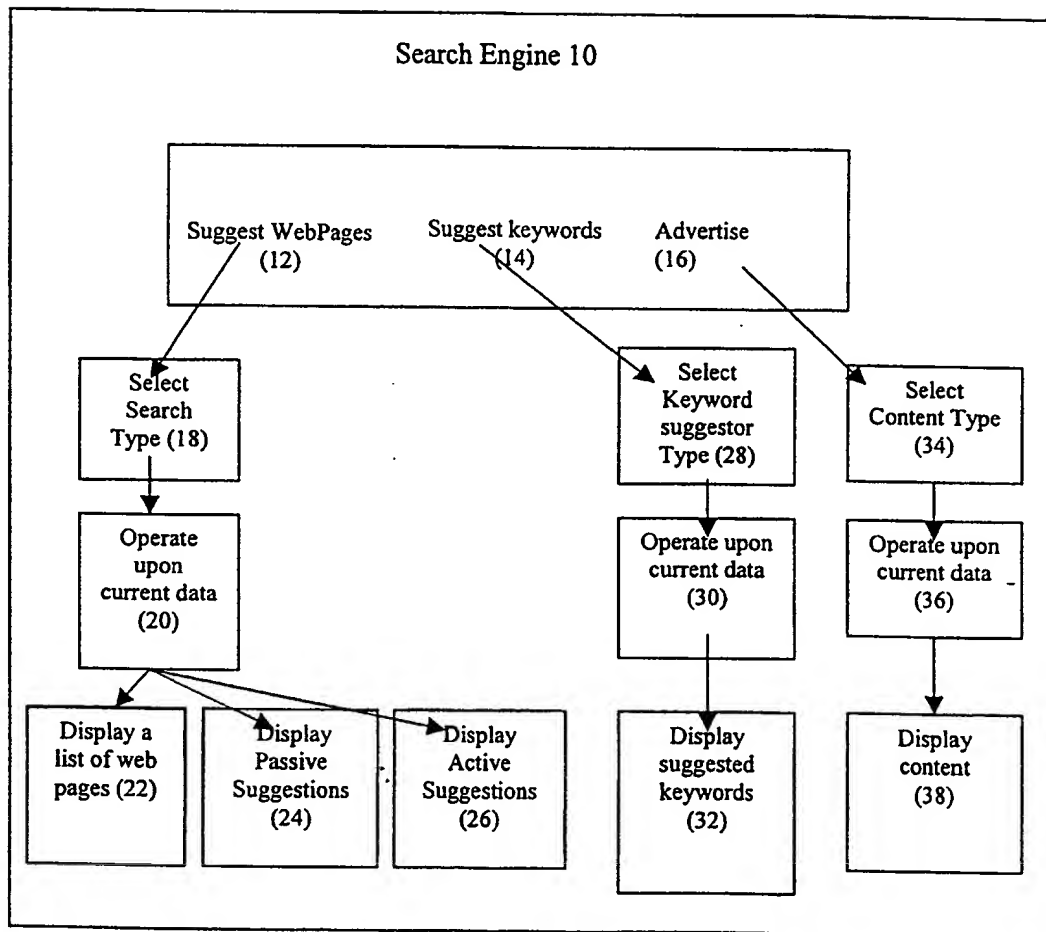 Search Engine 10
Suggest WebPages
(12)
Suggest keywords
(14)
Advertise
(16)
Select
Search
Type (18)
Select
Keyword
suggestor
Type (28)
Select
Content Type
(34)
Operate
upon
current data
(20)
Operate upon
current data
(30)
Operate upon
current data
(36)
Display a
list of web
pages (22)
Display
Passive
Suggestions
(24)
Display
Active
Suggestions
(26)
Display
suggested
keywords
(32)
Display
content
(38)